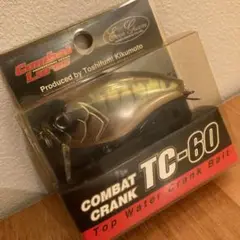 Combat
Lures
Produced by Toshifumi Kikumoto
COMBAT
CRANK
TC-60
Top Water Crank Bait